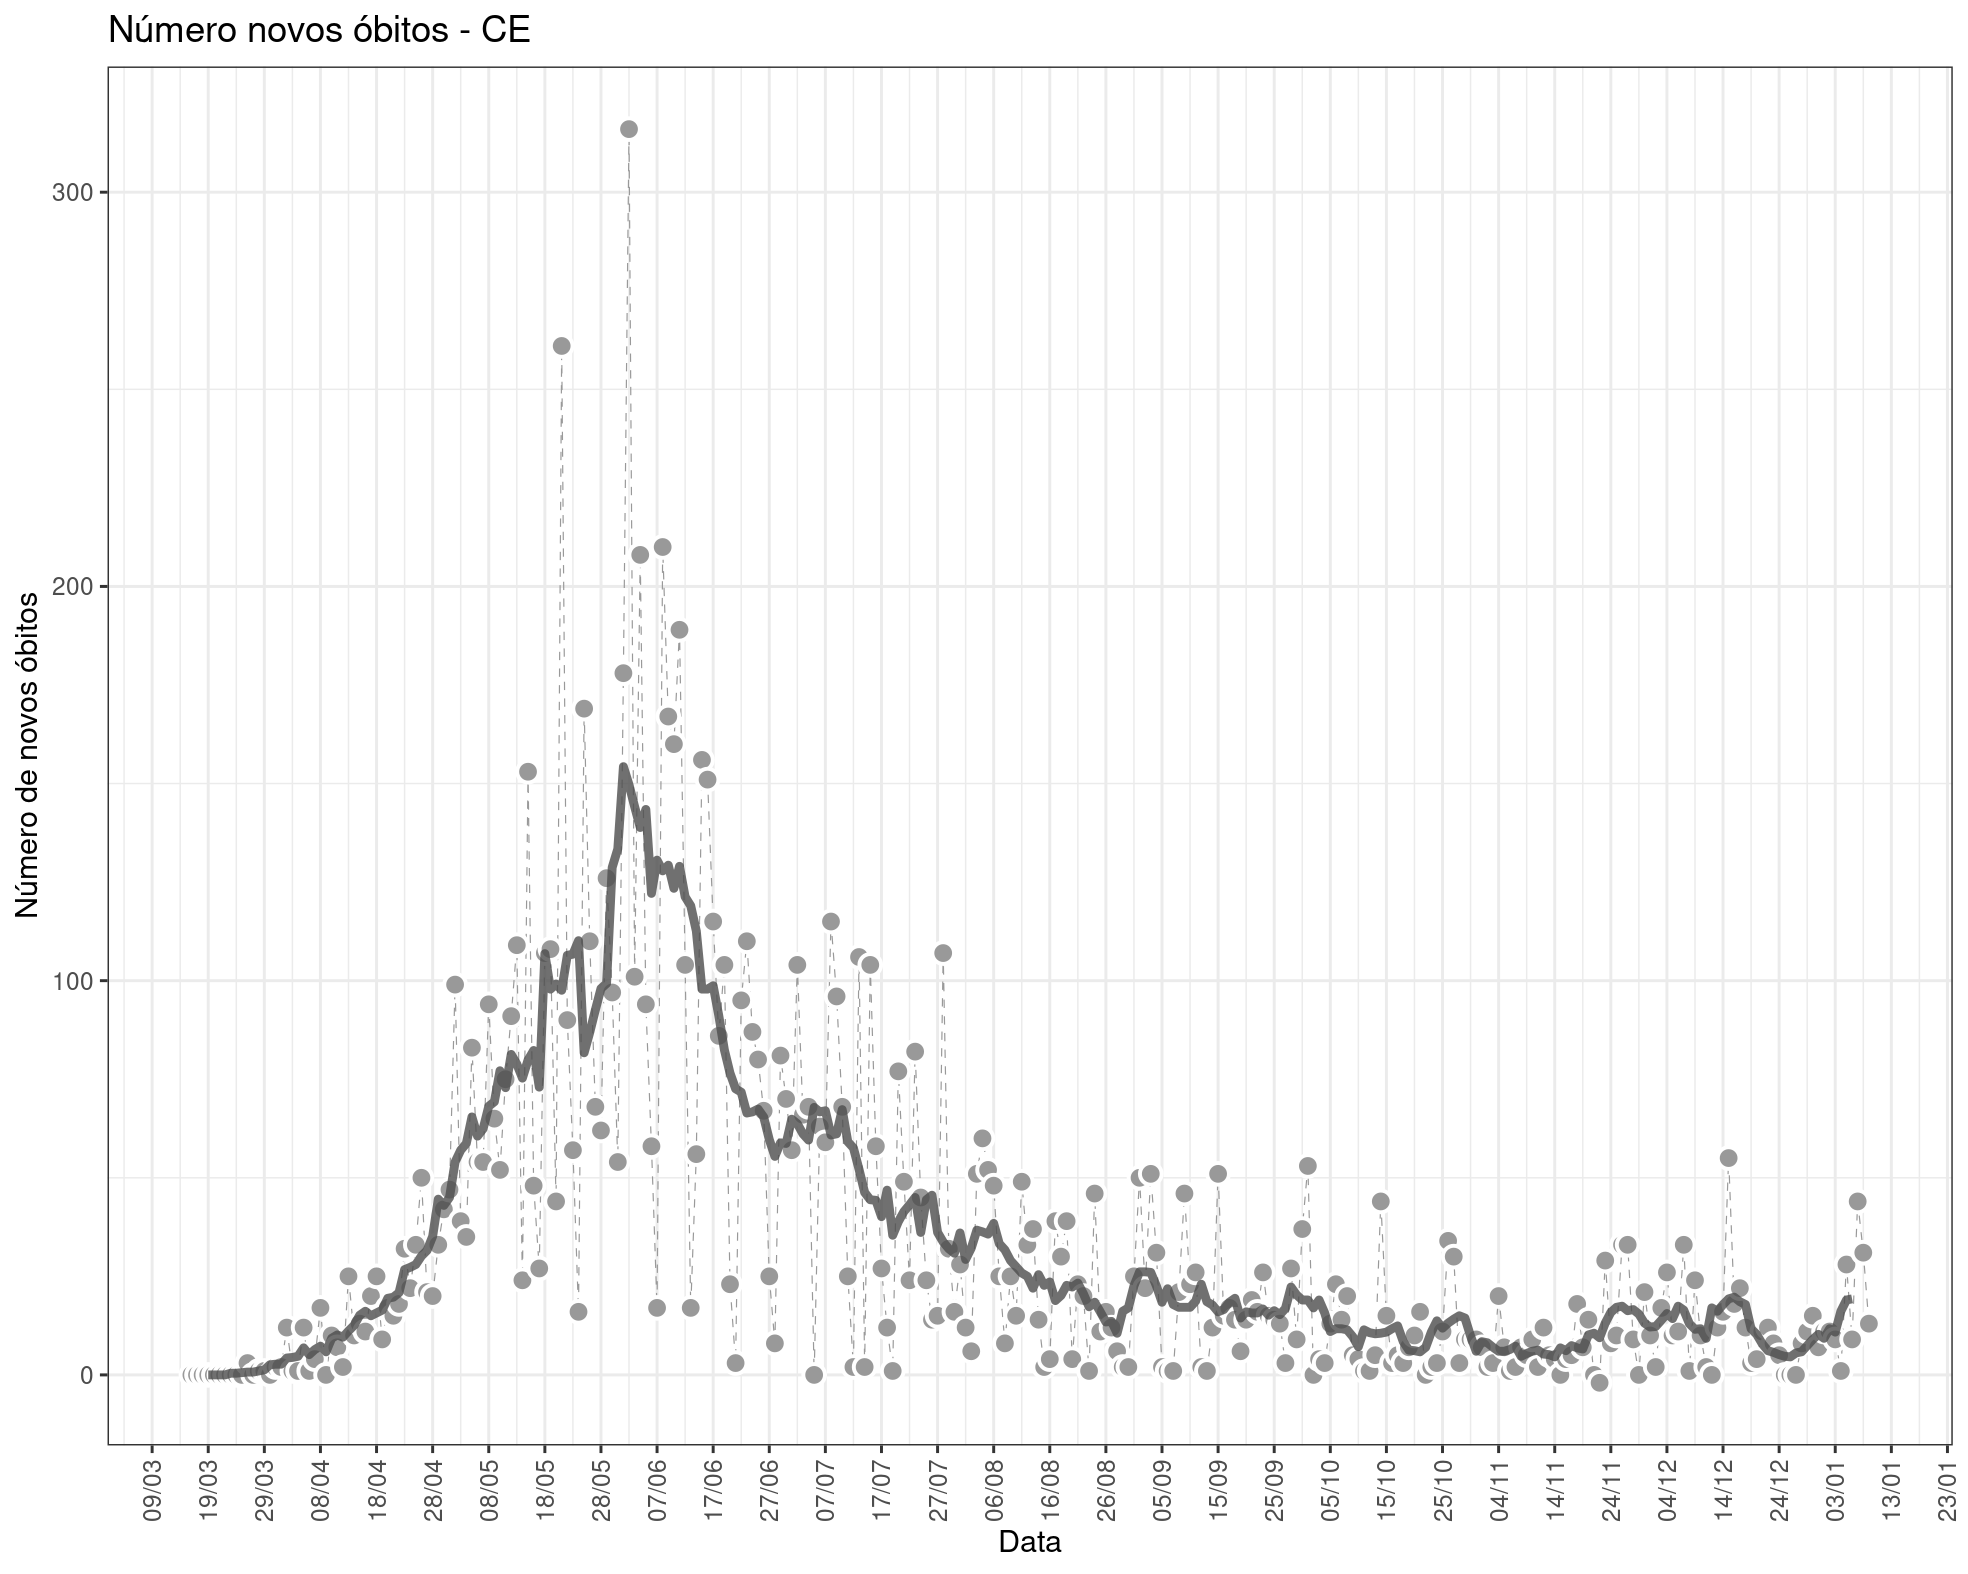 Número novos óbitos - CE
Número de novos óbitos
300
200
100
0
09/03 19/03 29/03 08/04 18/04 28/04 08/05 18/05 28/05 07/06 17/06 27/06 07/07 17/07 27/07 06/08 16/08 26/08 05/09 15/09 25/09 05/10 15/10 25/10 04/11 14/11 24/11 04/12 14/12 24/12 03/01 13/01 23/01
Data